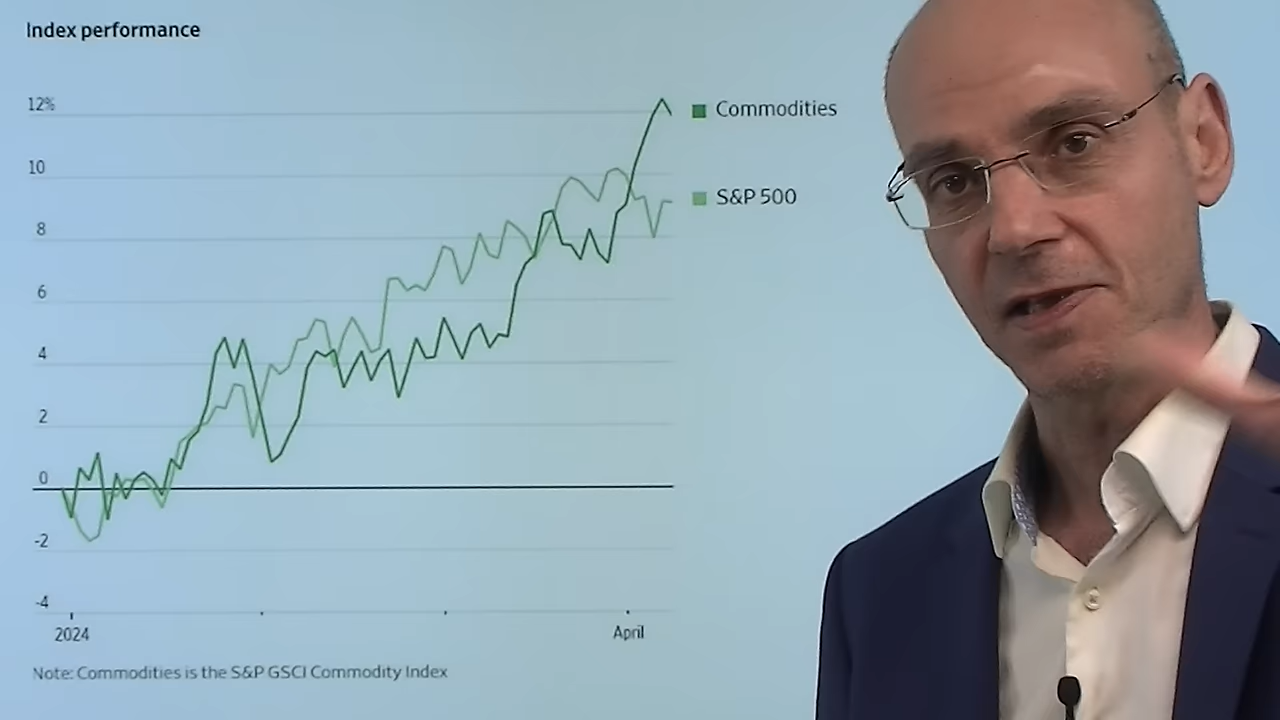 Index performance
12%
Commodities
10
S&P 500
8
6
4
2
0
-2
-4
2024 April
Note: Commodities is the S&P GSCI Commodity Index